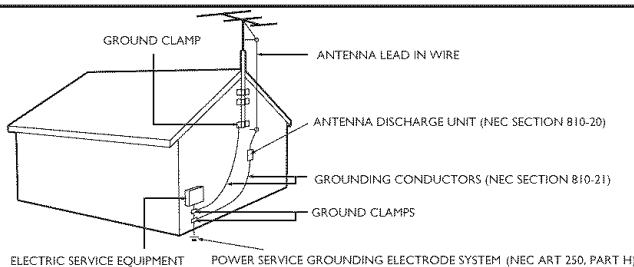 GROUND CLAMP
ANTENNA LEAD IN WIRE
ANTENNA DISCHARGE UNIT (NEC SECTION 810-20)
GROUNDING CONDUCTORS (NEC SECTION 810-21)
GROUND CLAMPS
ELECTRIC SERVICE EQUIPMENT
POWER SERVICE GROUNDING ELECTRODE SYSTEM (NEC ART 250, PART H)